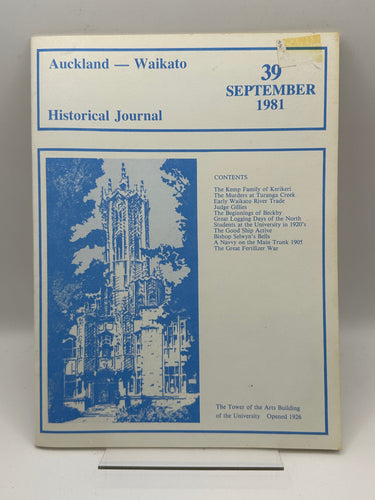 Auckland — Waikato
Historical Journal
39
SEPTEMBER
1981
CONTENTS
The Kemp Family of Kerikeri
The Murders at Turanga Creek
Early Waikato River Trade
Judge Gillies
The Beginnings of Beckby
Great Logging Days of the North
Students at the University in 1920's
The Good Ship Active
Bishop Selwyn's Bells
A Navvy on the Main Trunk 1905
The Great Fertilizer War
The Tower of the Arts Building
of the University Opened 1926